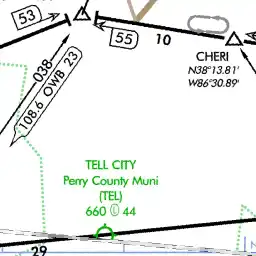 53
55
10
CHERI
N38°13.81'
W86°30.89'
038
108.6 OWB 23
TELL CITY
Perry County Muni
(TEL)
660 Ⓛ 44
29